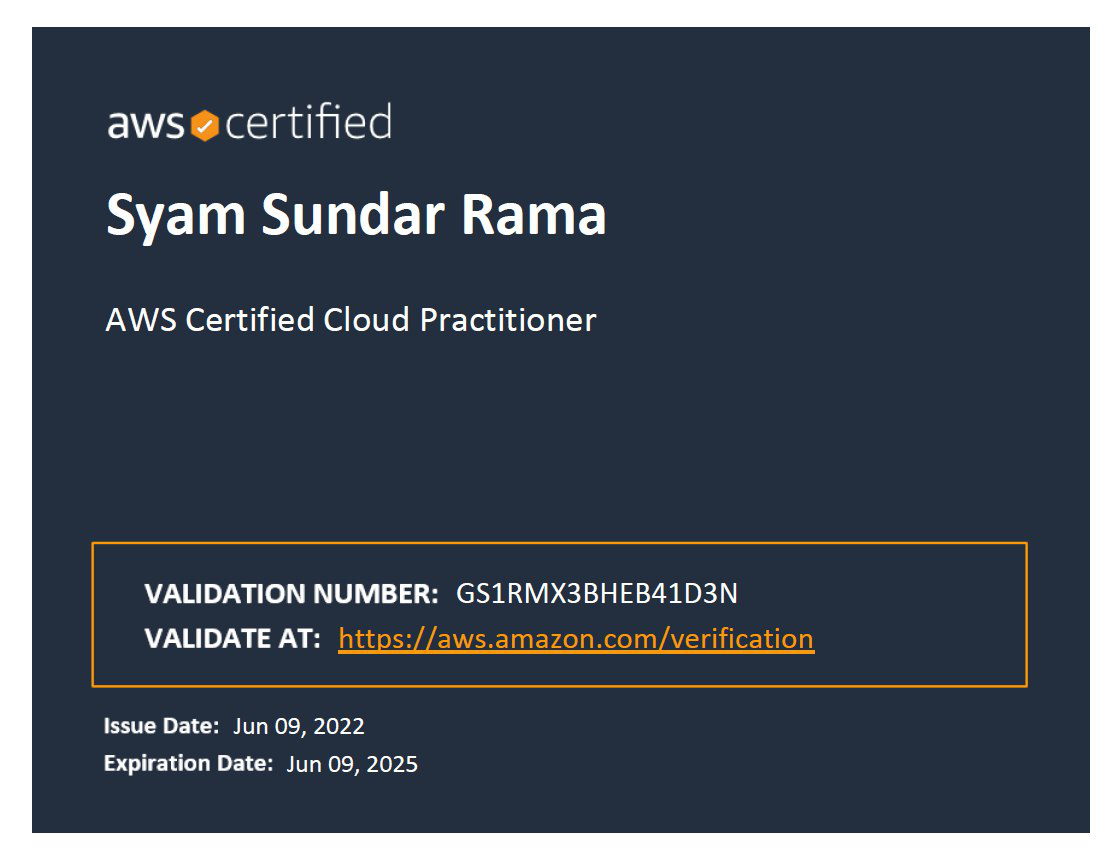 aws certified
Syam Sundar Rama
AWS Certified Cloud Practitioner
VALIDATION NUMBER: GS1RMX3BHEB41D3N
VALIDATE AT: https://aws.amazon.com/verification
Issue Date: Jun 09, 2022
Expiration Date: Jun 09, 2025